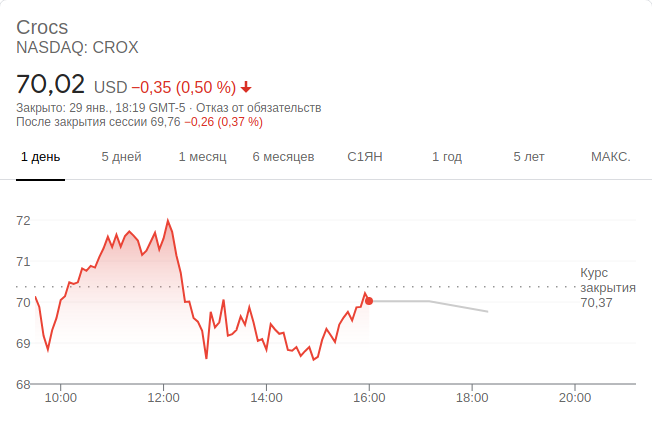 Crocs
NASDAQ: CROX
70,02 USD −0,35 (0,50 %)
Закрыто: 29 янв., 18:19 GMT-5 · Отказ от обязательств
После закрытия сессии 69,76 −0,26 (0,37 %)
1 день 5 дней 1 месяц 6 месяцев С1ЯН 1 год 5 лет МАКС.
72
71
Курс
закрытия
70,37
70
69
68
10:00 12:00 14:00 16:00 18:00 20:00